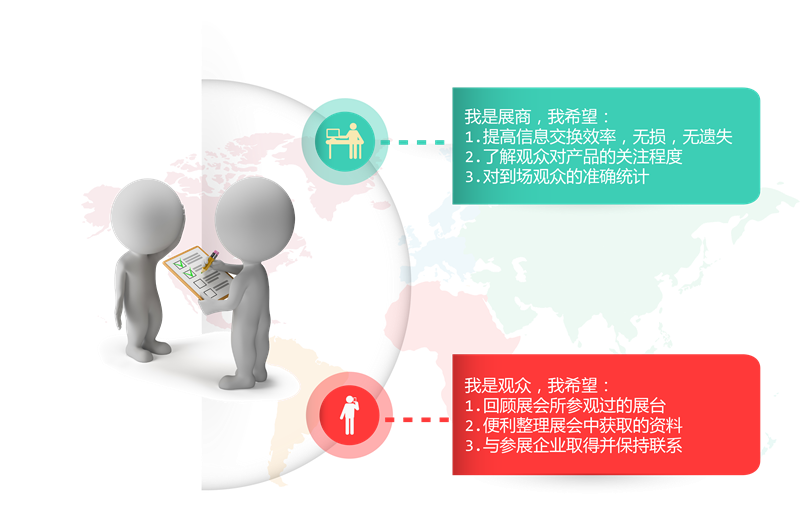 我是展商，我希望：
1.提高信息交换效率，无损，无遗失
2.了解观众对产品的关注程度
3.对到场观众的准确统计
我是观众，我希望：
1.回顾展会所参观过的展台
2.便利整理展会中获取的资料
3.与参展企业取得并保持联系